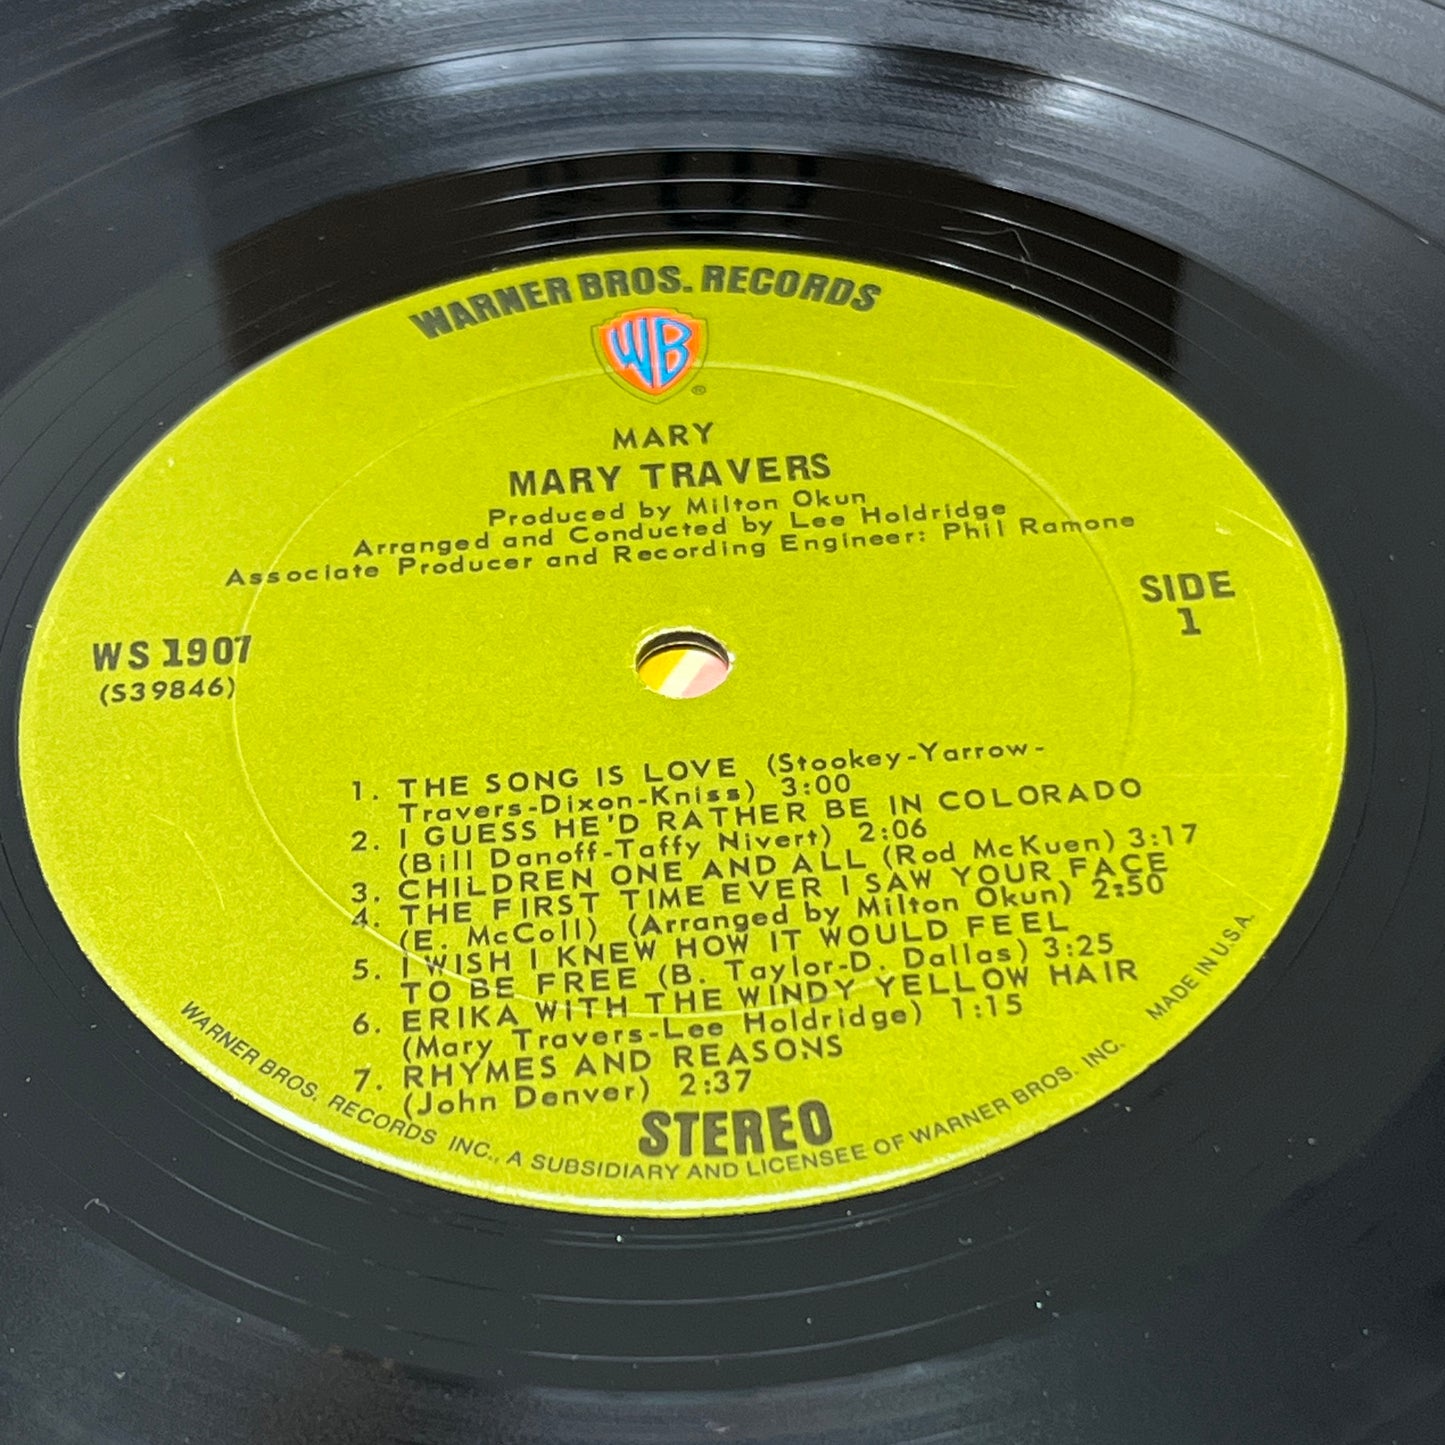 WARNER BROS. RECORDS
WB
®
MARY
MARY TRAVERS
Produced by Milton Okun
Arranged and Conducted by Lee Holdridge
Associate Producer and Recording Engineer: Phil Ramone
WS 1907
(S39846)
SIDE
1
1. THE SONG IS LOVE (Stookey-Yarrow-
Travers-Dixon-Kniss) 3:00
2. I GUESS HE'D RATHER BE IN COLORADO
(Bill Danoff-Taffy Nivert) 2:06
3. CHILDREN ONE AND ALL (Rod McKuen) 3:17
4. THE FIRST TIME EVER I SAW YOUR FACE
(E. McColl) (Arranged by Milton Okun) 2:50
5. I WISH I KNEW HOW IT WOULD FEEL
TO BE FREE (B. Taylor-D. Dallas) 3:25
6. ERIKA WITH THE WINDY YELLOW HAIR
(Mary Travers-Lee Holdridge) 1:15
7. RHYMES AND REASONS
(John Denver) 2:37
STEREO
WARNER BROS. RECORDS INC., A SUBSIDIARY AND LICENSEE OF WARNER BROS. INC. MADE IN U.S.A.